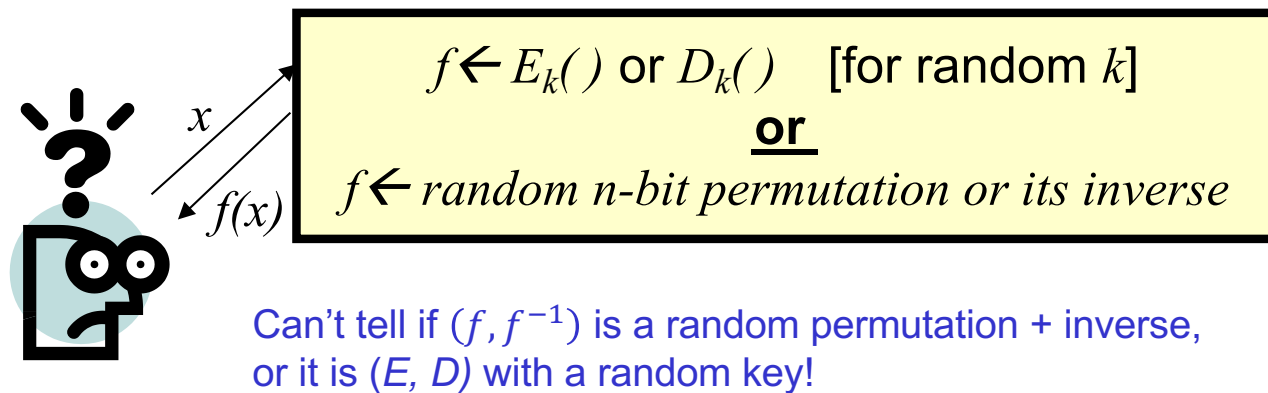 f← E_k( ) or D_k( ) [for random k]
or
f← random n-bit permutation or its inverse
x
f(x)
?
Can't tell if (f, f⁻¹) is a random permutation + inverse,
or it is (E, D) with a random key!